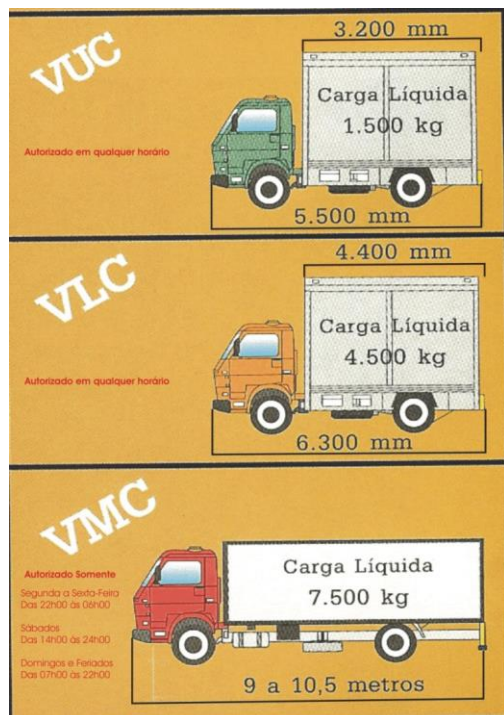 3.200 mm
VUC
Carga Líquida
1.500 kg
Autorizado em qualquer horário
5.500 mm
4.400 mm
VLC
Carga Líquida
4.500 kg
Autorizado em qualquer horário
6.300 mm
VMC
Autorizado Somente
Segunda a Sexta-Feira
Das 22h00 às 06h00
Sábados
Das 14h00 às 24h00
Domingos e Feriados
Das 07h00 às 22h00
Carga Líquida
7.500 kg
9 a 10,5 metros